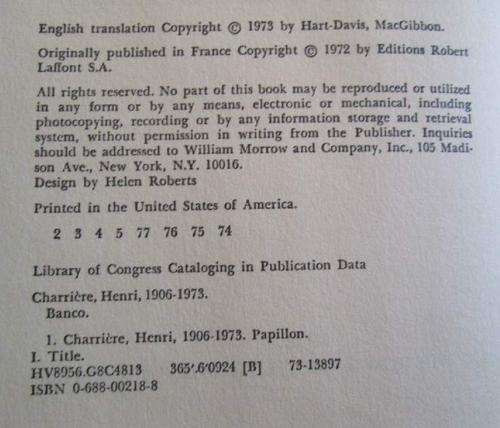 English translation Copyright © 1973 by Hart-Davis, MacGibbon.
Originally published in France Copyright © 1972 by Editions Robert
Laffont S.A.
All rights reserved. No part of this book may be reproduced or utilized
in any form or by any means, electronic or mechanical, including
photocopying, recording or by any information storage and retrieval
system, without permission in writing from the Publisher. Inquiries
should be addressed to William Morrow and Company, Inc., 105 Madi-
son Ave., New York, N.Y. 10016.
Design by Helen Roberts
Printed in the United States of America.
2 3 4 5 77 76 75 74
Library of Congress Cataloging in Publication Data
Charrière, Henri, 1906-1973.
Banco.
1. Charrière, Henri, 1906-1973. Papillon.
I. Title.
HV8956.G8C4813 365'.6'0924 [B] 73-13897
ISBN 0-688-00218-8